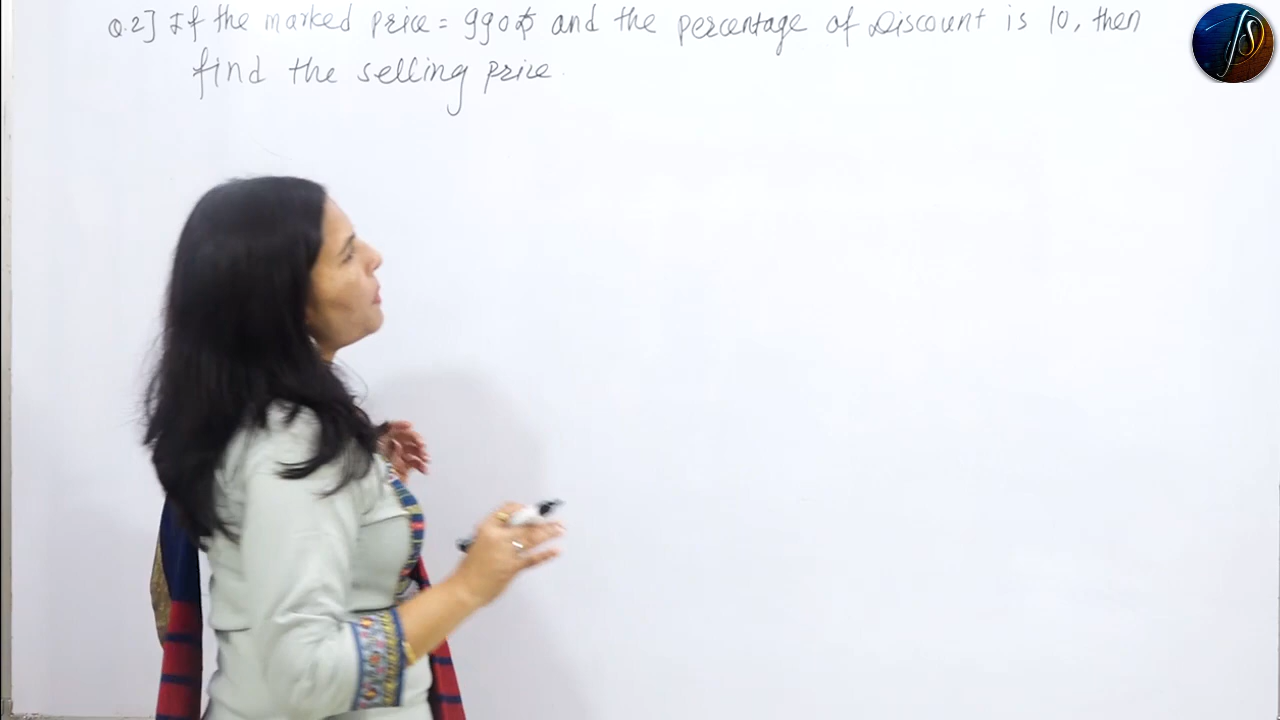 Q.2] If the marked price = 990$ and the percentage of Discount is 10, then
find the selling price.